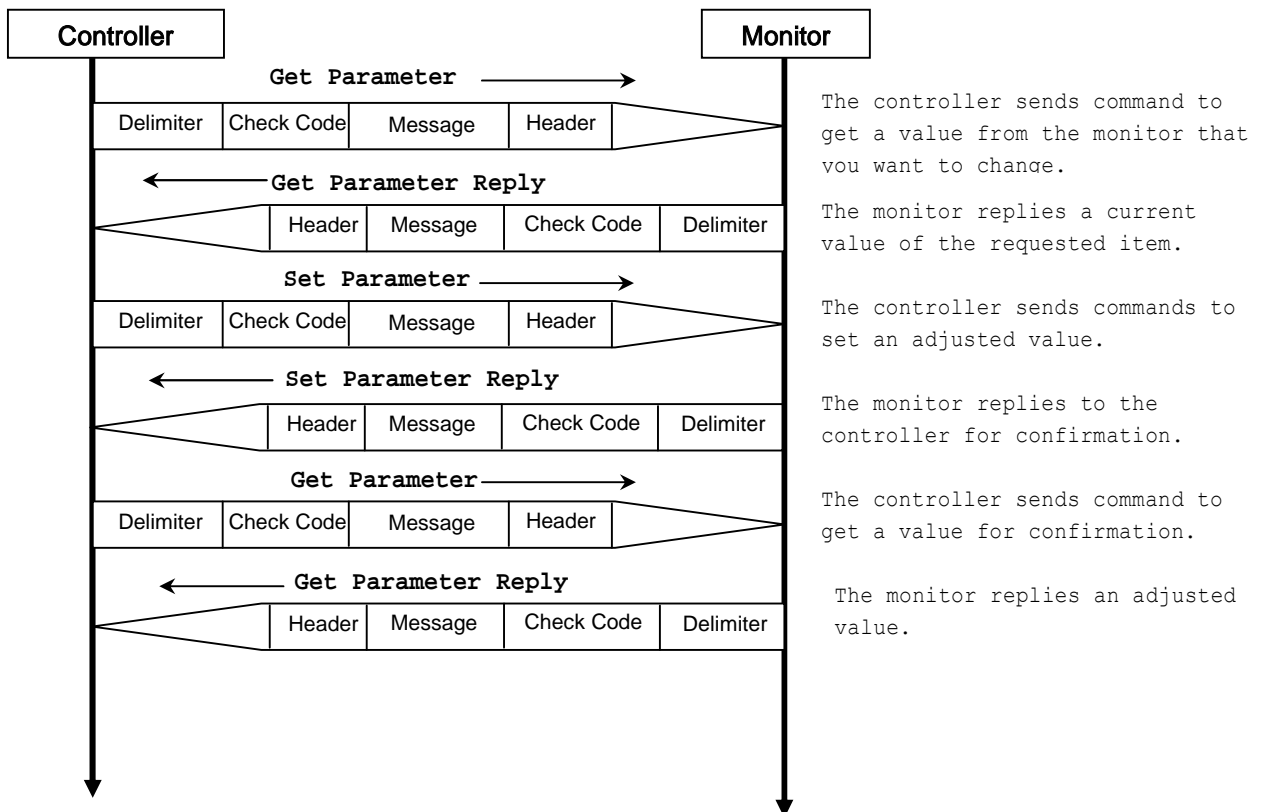 Controller
Monitor
Get Parameter
Delimiter Check Code Message Header
The controller sends command to
get a value from the monitor that
you want to change.
Get Parameter Reply
Header Message Check Code Delimiter
The monitor replies a current
value of the requested item.
Set Parameter
Delimiter Check Code Message Header
The controller sends commands to
set an adjusted value.
Set Parameter Reply
Header Message Check Code Delimiter
The monitor replies to the
controller for confirmation.
Get Parameter
Delimiter Check Code Message Header
The controller sends command to
get a value for confirmation.
Get Parameter Reply
Header Message Check Code Delimiter
The monitor replies an adjusted
value.